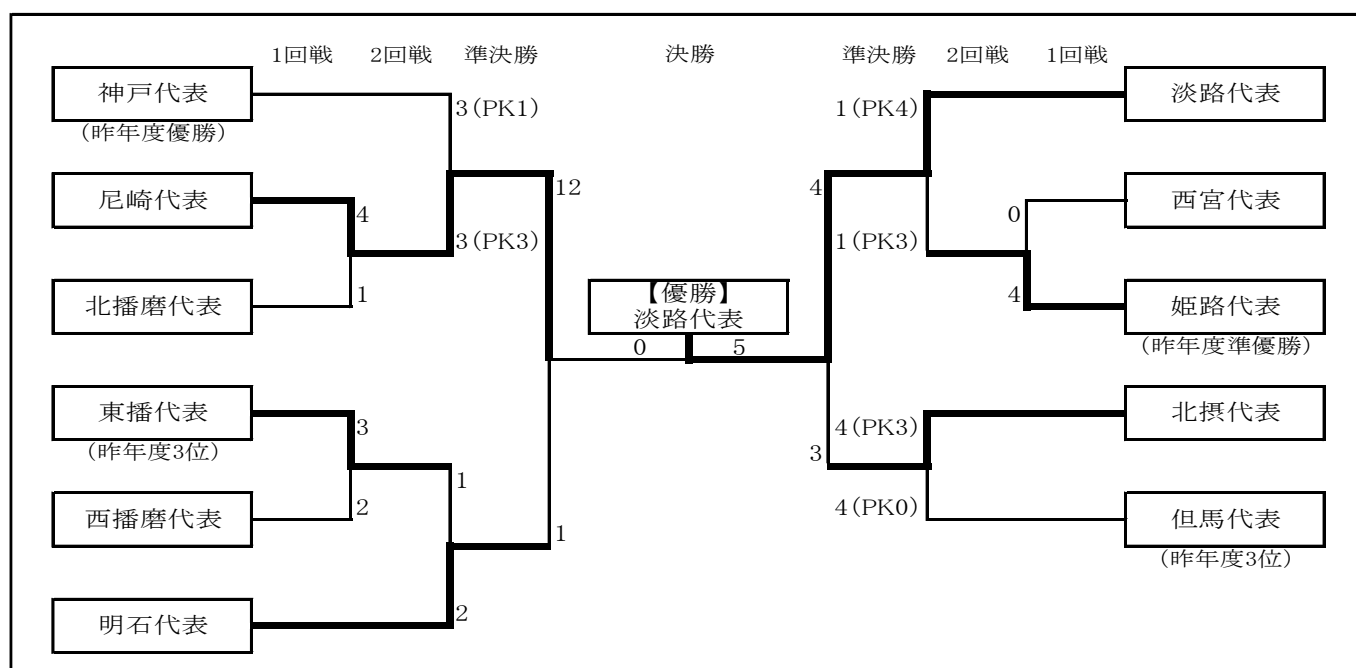 1回戦 2回戦 準決勝 決勝 準決勝 2回戦 1回戦
神戸代表 3(PK1) 1(PK4) 淡路代表
(昨年度優勝)
12 4
尼崎代表 4 0 西宮代表
3(PK3) 1(PK3)
北播磨代表 1 【優勝】 4 姫路代表
淡路代表 (昨年度準優勝)
0 5
東播代表 3 4(PK3) 北摂代表
(昨年度3位) 3
1
西播磨代表 2 4(PK0) 但馬代表
1 (昨年度3位)
明石代表 2